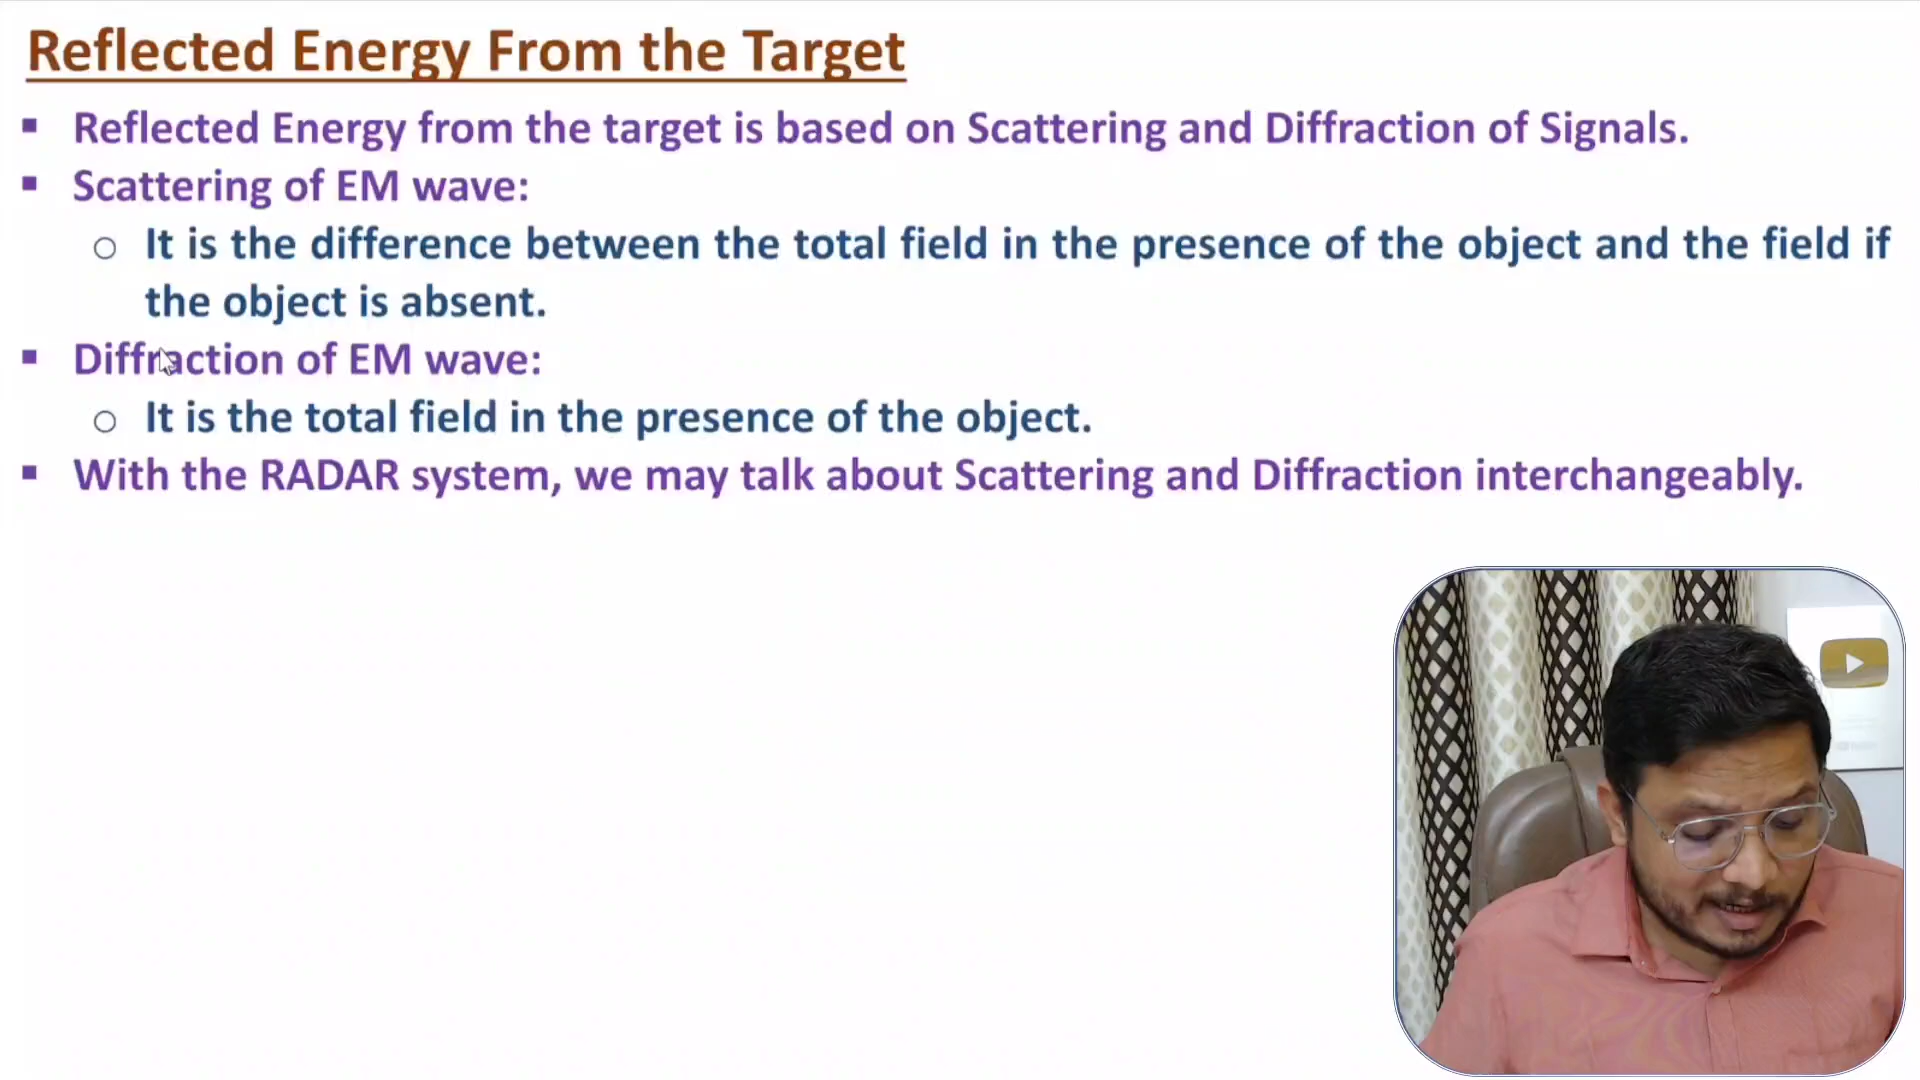 Reflected Energy From the Target
▪ Reflected Energy from the target is based on Scattering and Diffraction of Signals.
▪ Scattering of EM wave:
o It is the difference between the total field in the presence of the object and the field if
the object is absent.
▪ Diffraction of EM wave:
o It is the total field in the presence of the object.
▪ With the RADAR system, we may talk about Scattering and Diffraction interchangeably.